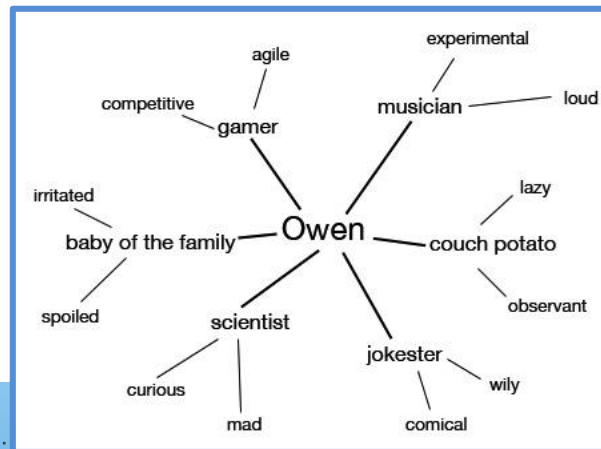 experimental
agile
competitive
musician
loud
gamer
irritated
lazy
Owen
baby of the family
couch potato
spoiled
observant
scientist
jokester
curious
wily
mad
comical
.